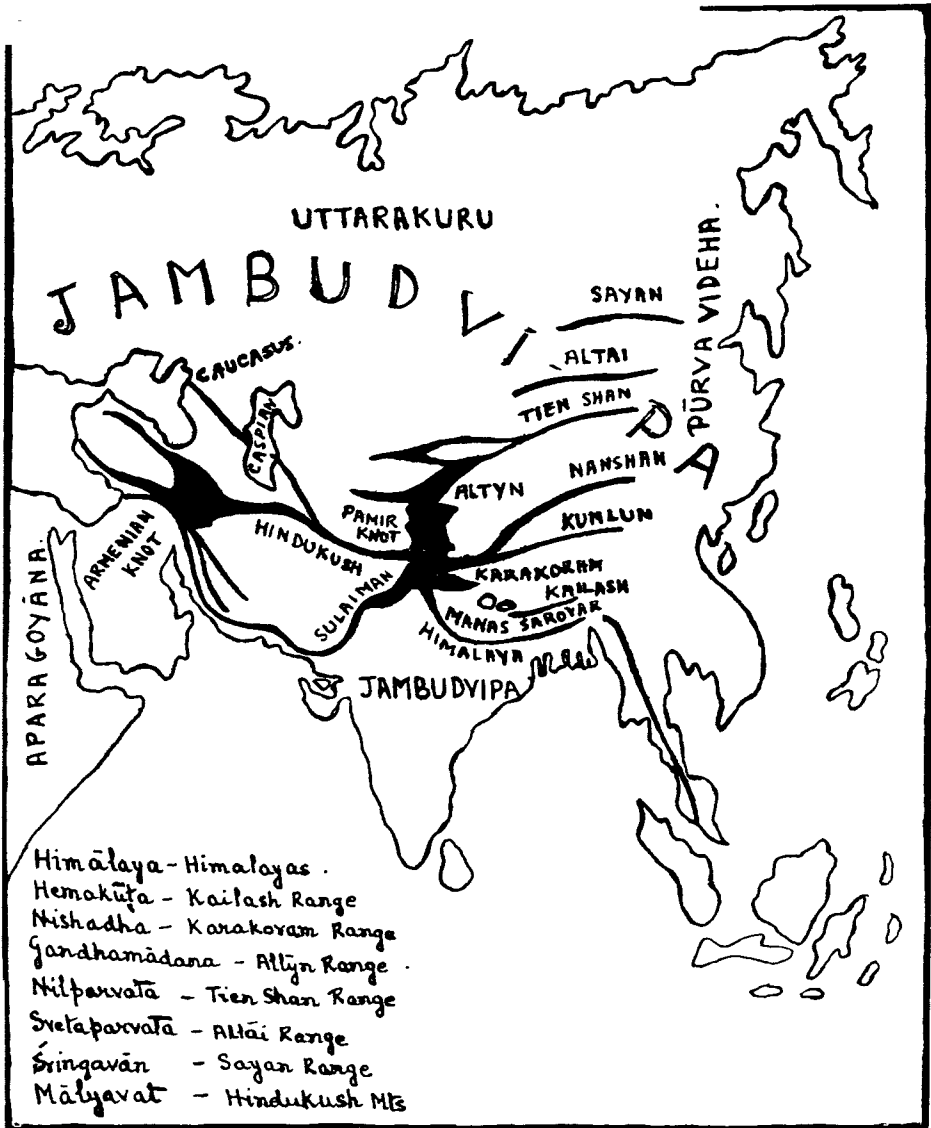 UTTARAKURU
JAMBUDVIPA
SAYAN
PŪRVA VIDEHA.
ALTAI
CAUCASUS.
TIEN SHAN
CASPIAN
NANSHAN
ALTYN
PAMIR
KNOT
KUNLUN
HINDUKUSH
ARMENIAN
KNOT
KARAKORAM
KAILASH
SULAIMAN
MANAS SAROVAR
HIMALAYA
APARAGOYĀNA.
JAMBUDVIPA
Himālaya - Himalayas .
Hemakūṭa - Kailash Range
Nishadha - Karakoram Range
Gandhamādana - Altyn Range .
Nilparvata - Tien Shan Range
Svetaparvata - Altāi Range
Śringavān - Sayan Range
Mālyavat - Hindukush Mts